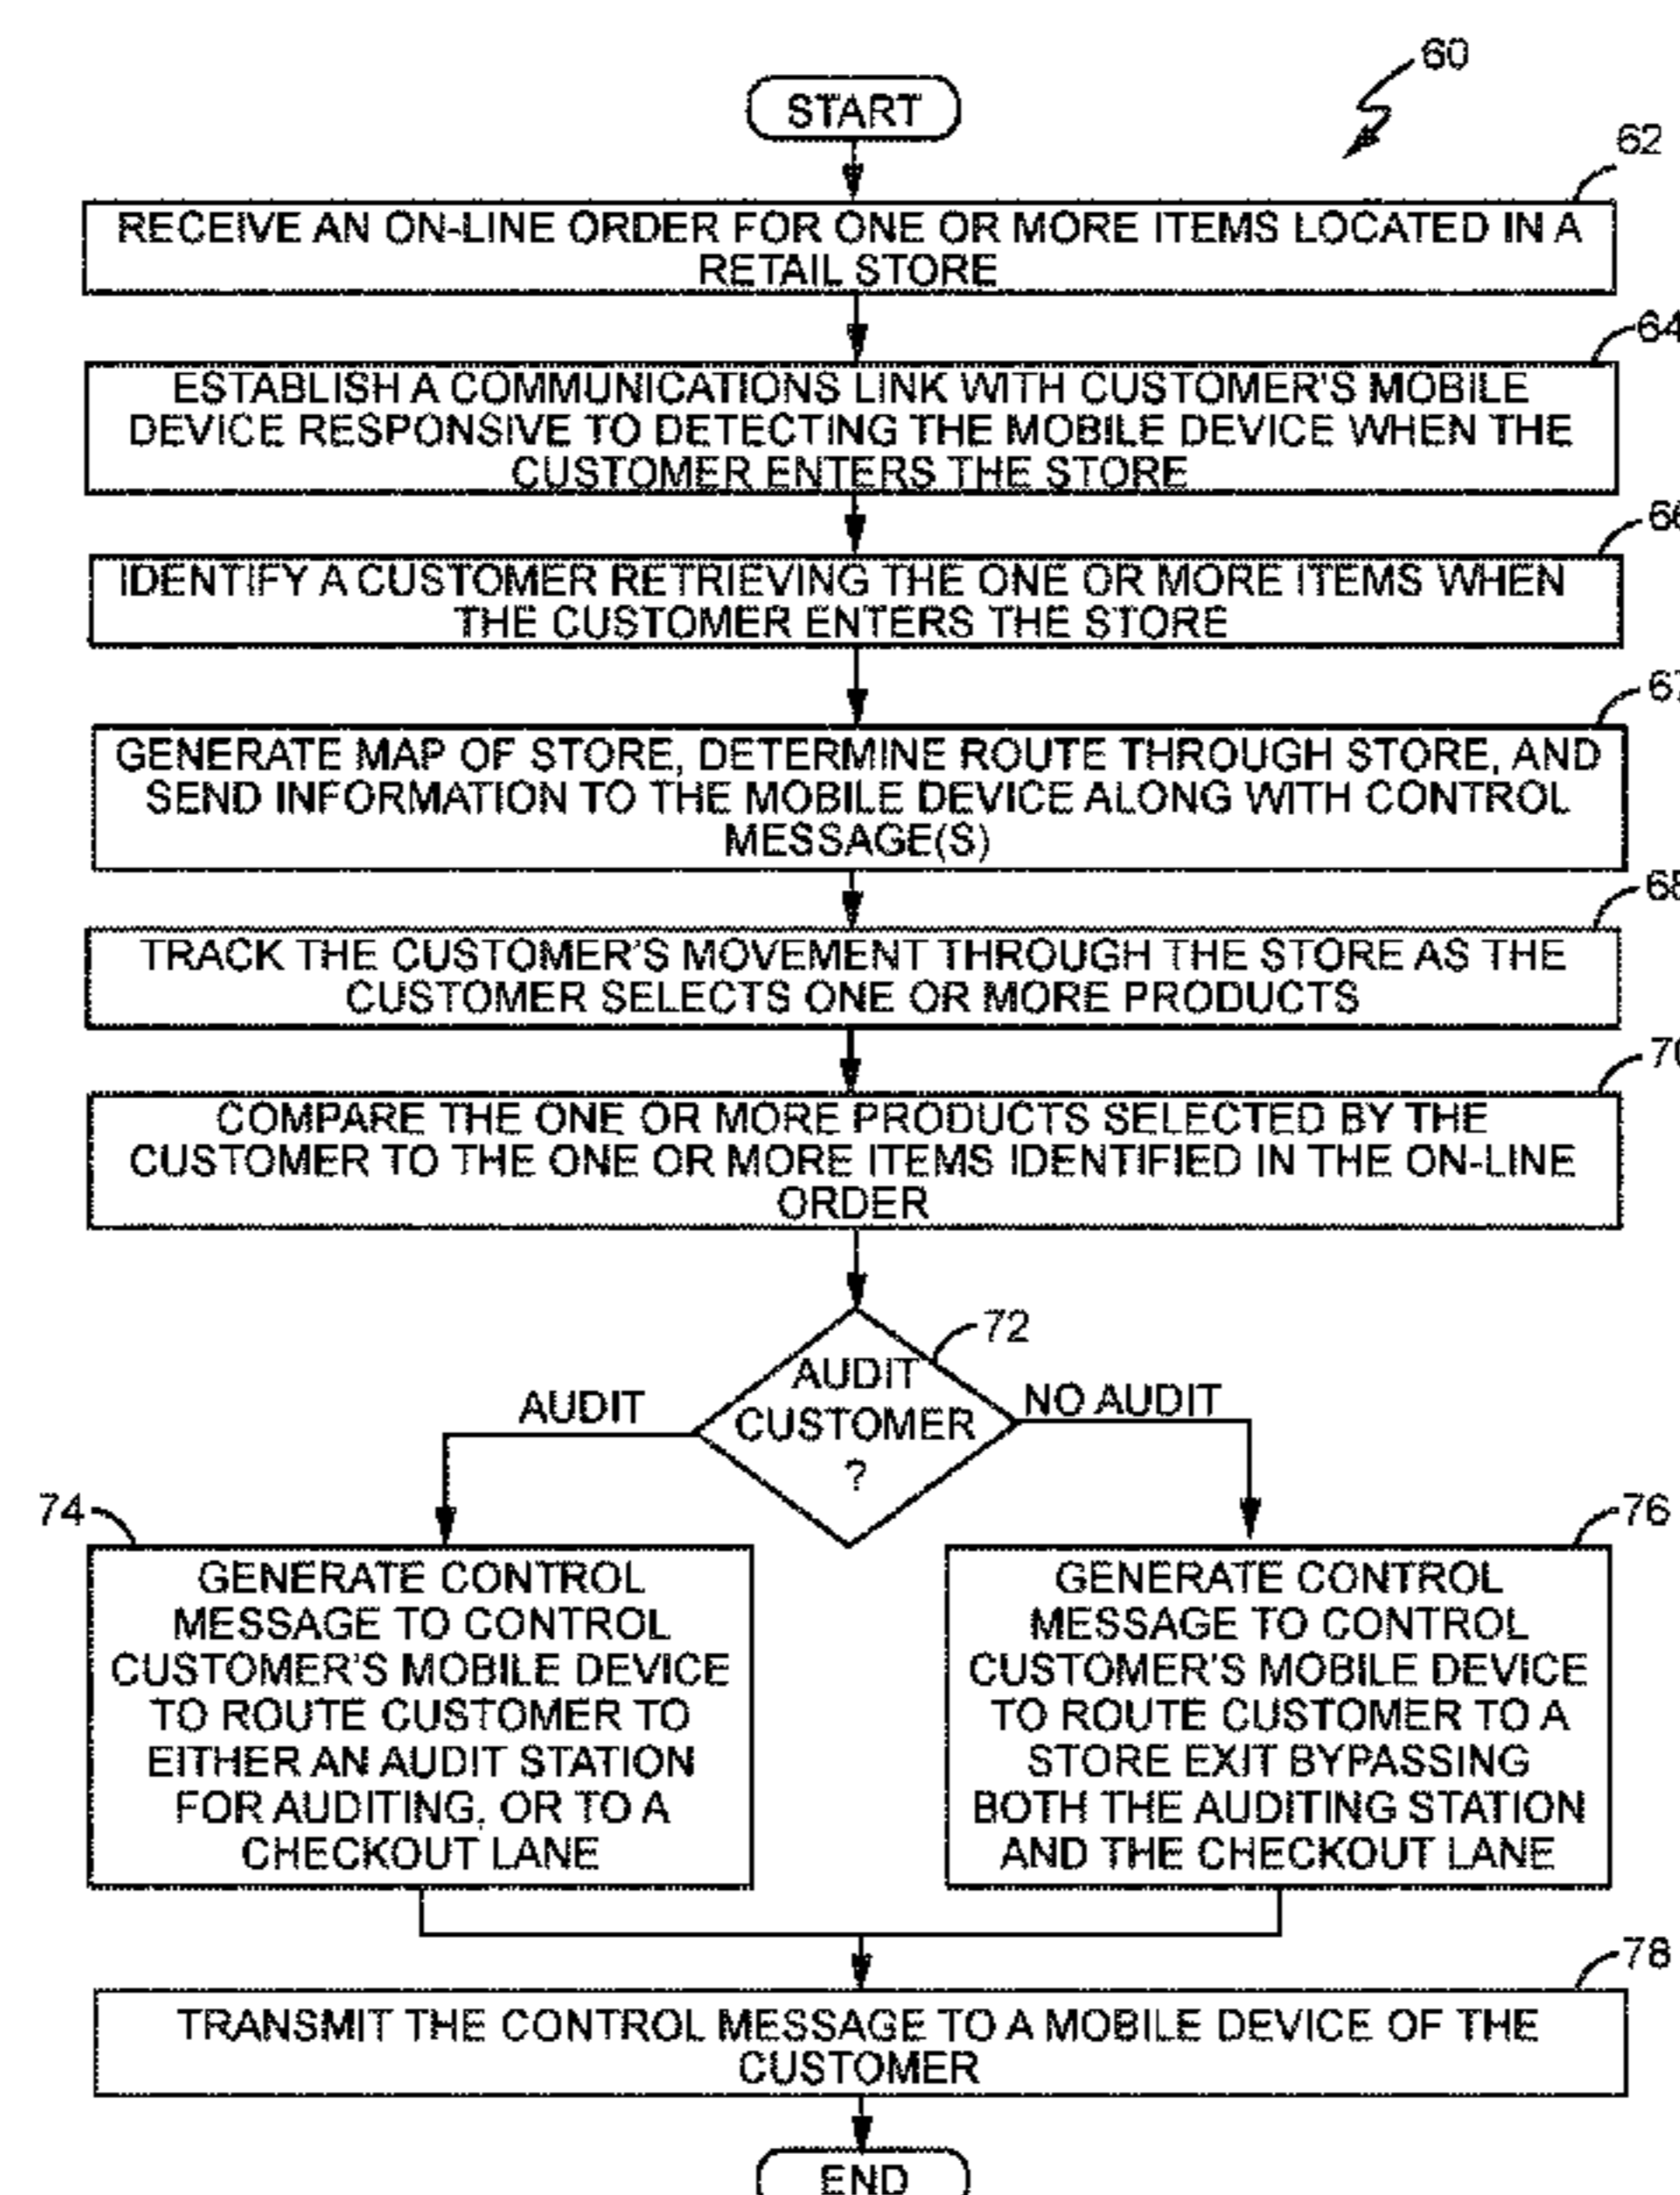 60
START
62
RECEIVE AN ON-LINE ORDER FOR ONE OR MORE ITEMS LOCATED IN A
RETAIL STORE
64
ESTABLISH A COMMUNICATIONS LINK WITH CUSTOMER'S MOBILE
DEVICE RESPONSIVE TO DETECTING THE MOBILE DEVICE WHEN THE
CUSTOMER ENTERS THE STORE
66
IDENTIFY A CUSTOMER RETRIEVING THE ONE OR MORE ITEMS WHEN
THE CUSTOMER ENTERS THE STORE
67
GENERATE MAP OF STORE, DETERMINE ROUTE THROUGH STORE, AND
SEND INFORMATION TO THE MOBILE DEVICE ALONG WITH CONTROL
MESSAGE(S)
68
TRACK THE CUSTOMER'S MOVEMENT THROUGH THE STORE AS THE
CUSTOMER SELECTS ONE OR MORE PRODUCTS
70
COMPARE THE ONE OR MORE PRODUCTS SELECTED BY THE
CUSTOMER TO THE ONE OR MORE ITEMS IDENTIFIED IN THE ON-LINE
ORDER
72
AUDIT
CUSTOMER
?
AUDIT
NO AUDIT
74
GENERATE CONTROL
MESSAGE TO CONTROL
CUSTOMER'S MOBILE DEVICE
TO ROUTE CUSTOMER TO
EITHER AN AUDIT STATION
FOR AUDITING, OR TO A
CHECKOUT LANE
76
GENERATE CONTROL
MESSAGE TO CONTROL
CUSTOMER'S MOBILE DEVICE
TO ROUTE CUSTOMER TO A
STORE EXIT BYPASSING
BOTH THE AUDITING STATION
AND THE CHECKOUT LANE
78
TRANSMIT THE CONTROL MESSAGE TO A MOBILE DEVICE OF THE
CUSTOMER
END